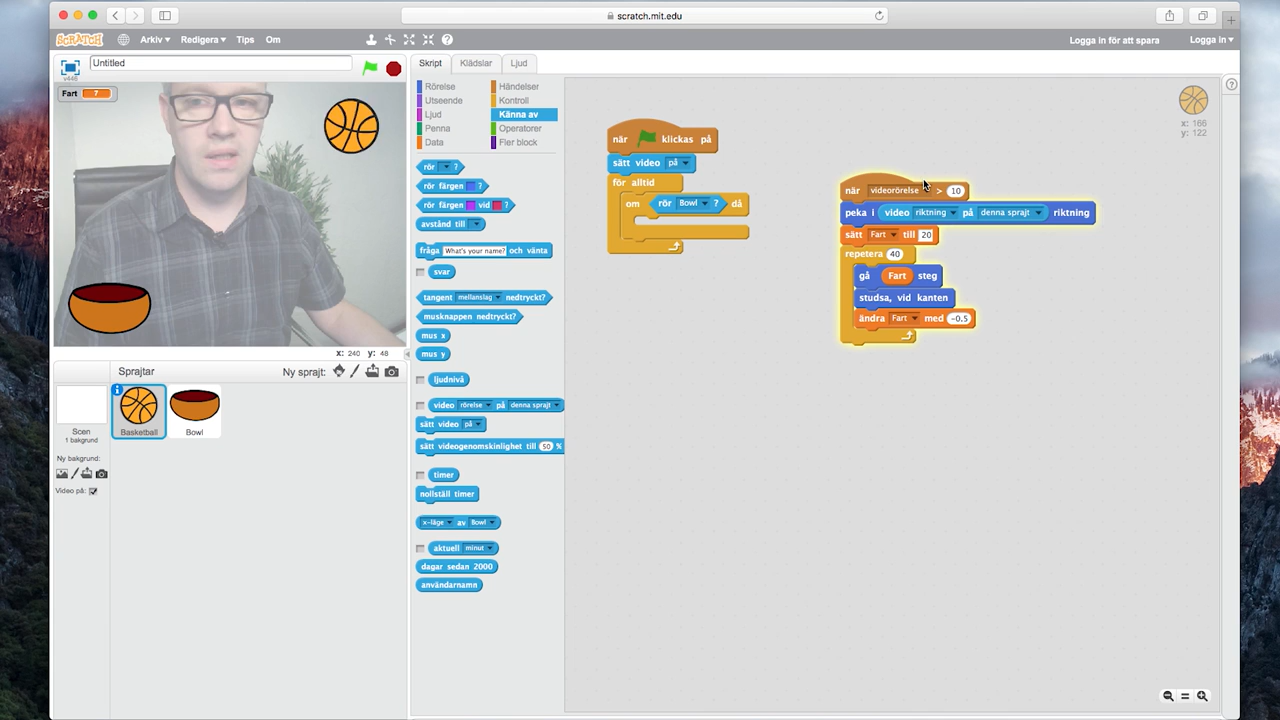 scratch.mit.edu
SCRATCH Arkiv Redigera Tips Om Logga in för att spara Logga in
v446 Untitled
Skript Klädslar Ljud
Fart 7
Rörelse Händelser
Utseende Kontroll
Ljud Känna av
Penna Operatorer
Data Fler block
rör ?
rör färgen ?
rör färgen vid ?
avstånd till
fråga What's your name? och vänta
svar
tangent mellanslag nedtryckt?
musknappen nedtryckt?
mus x
mus y
ljudnivå
video rörelse på denna sprajt
sätt video på
sätt videogenomskinlighet till 50 %
timer
nollställ timer
x-läge av Bowl
aktuell minut
dagar sedan 2000
användarnamn
när klickas på
sätt video på
för alltid
om rör Bowl ? då
när videorörelse > 10
peka i video riktning på denna sprajt riktning
sätt Fart till 20
repetera 40
gå Fart steg
studsa, vid kanten
ändra Fart med -0.5
x: 166
y: 122
x: 240 y: 48
Sprajtar Ny sprajt:
Scen
1 bakgrund
Basketball
Bowl
Ny bakgrund:
Video på: